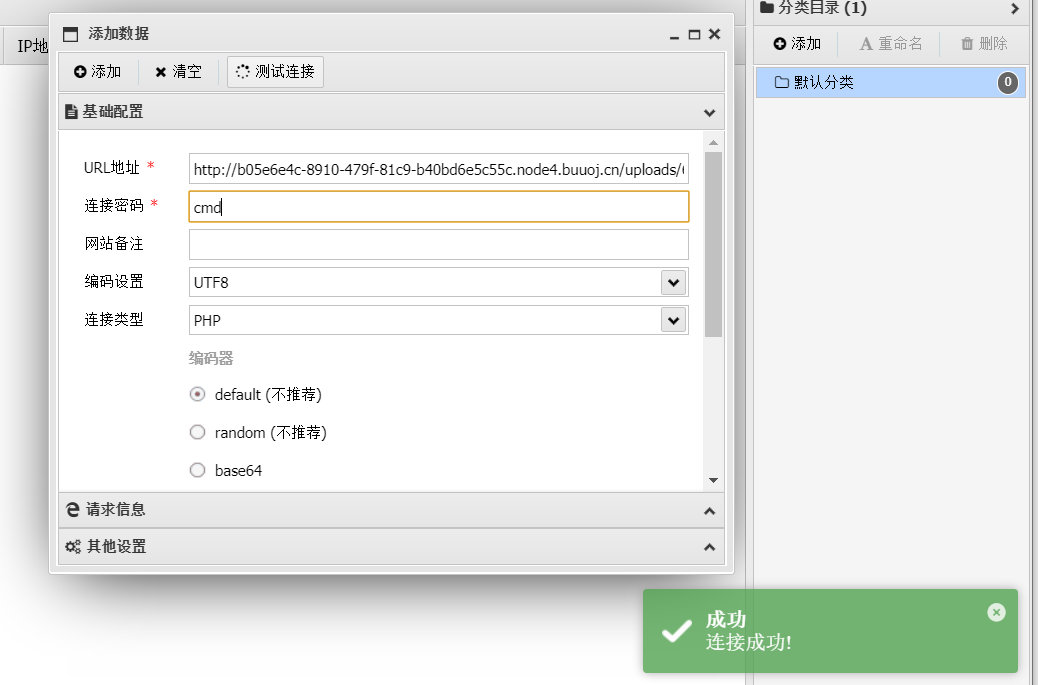 添加数据
添加 清空 测试连接
基础配置
URL地址 * http://b05e6e4c-8910-479f-81c9-b40bd6e5c55c.node4.buuoj.cn/uploads/
连接密码 * cmd
网站备注
编码设置 UTF8
连接类型 PHP
编码器
default (不推荐)
random (不推荐)
base64
请求信息
其他设置
IP地
分类目录 (1)
添加 A 重命名 删除
默认分类 0
成功
连接成功!